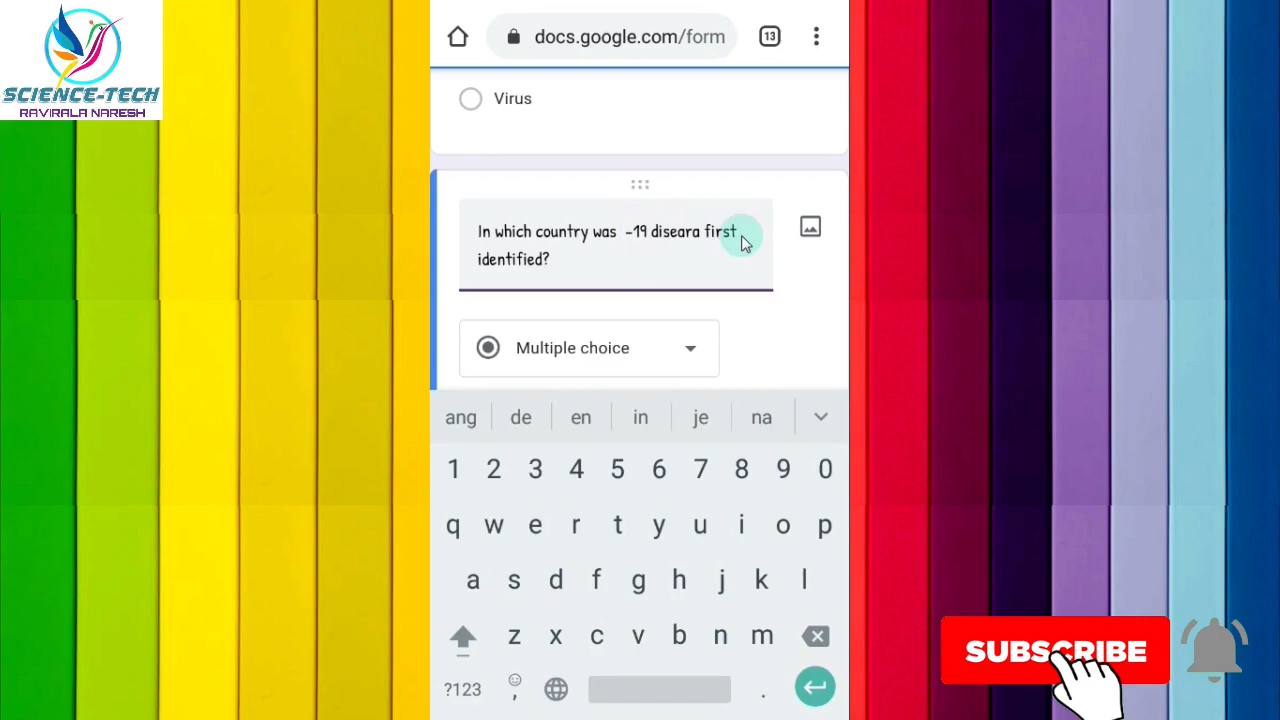 SCIENCE-TECH
RAVIRALA NARESH
docs.google.com/form
13
Virus
In which country was -19 diseara first
identified?
Multiple choice
ang de en in je na
1 2 3 4 5 6 7 8 9 0
q w e r t y u i o p
a s d f g h j k l
z x c v b n m
?123 , .
SUBSCRIBE